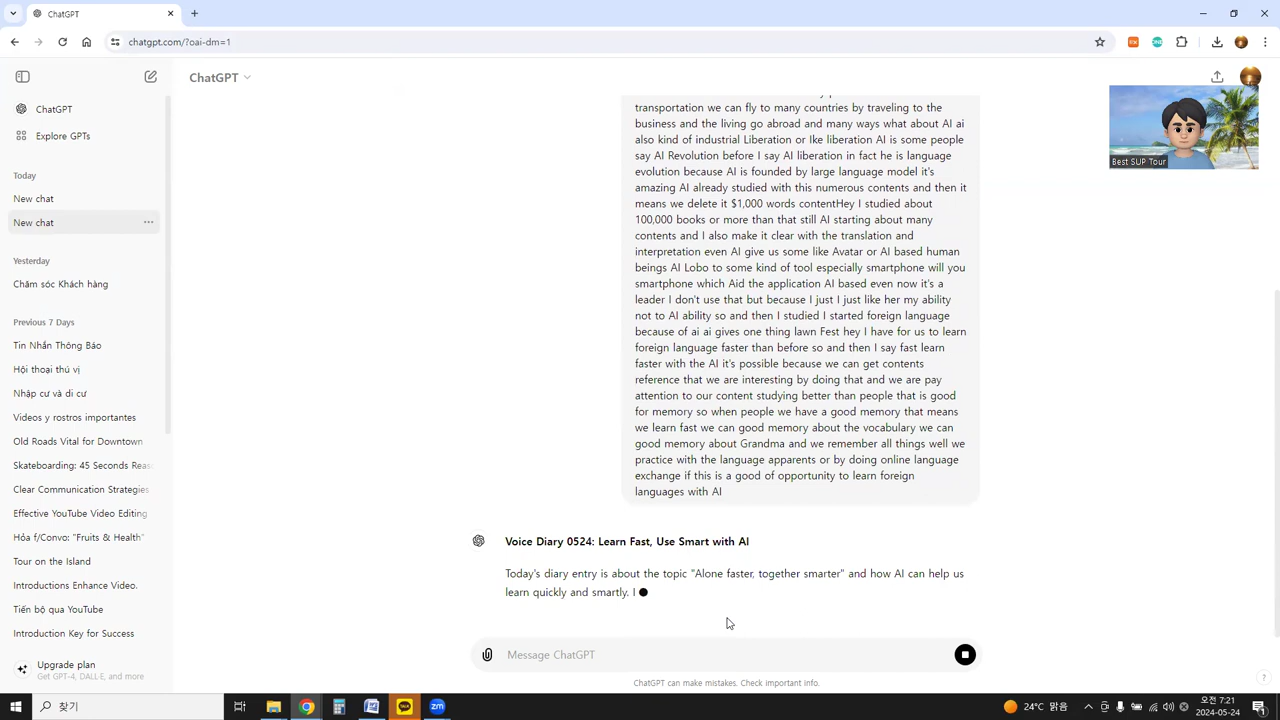 ChatGPT
chatgpt.com/?oai-dm=1
ChatGPT
Explore GPTs
Today
New chat
New chat
Yesterday
Chăm sóc Khách hàng
Previous 7 Days
Tin Nhắn Thông Báo
Hội thoại thú vị
Nhập cư và di cư
Videos y rostros importantes
Old Roads Vital for Downtown
Skateboarding: 45 Seconds Reas
Clear Communication Strategies
Effective YouTube Video Editing
Hỏa f/Convo: "Fruits & Health"
Tour on the Island
Introductions Enhance Video.
Tiến bộ qua YouTube
Introduction Key for Success
Upgrade plan
Get GPT-4, DALL·E, and more
ChatGPT
transportation we can fly to many countries by traveling to the
business and the living go abroad and many ways what about AI ai
also kind of industrial Liberation or Ike liberation AI is some people
say AI Revolution before I say AI liberation in fact he is language
evolution because AI is founded by large language model it's
amazing AI already studied with this numerous contents and then it
means we delete it $1,000 words contentHey I studied about
100,000 books or more than that still AI starting about many
contents and I also make it clear with the translation and
interpretation even AI give us some like Avatar or AI based human
beings AI Lobo to some kind of tool especially smartphone will you
smartphone which Aid the application AI based even now it's a
leader I don't use that but because I just I just like her my ability
not to AI ability so and then I studied I started foreign language
because of ai ai gives one thing lawn Fest hey I have for us to learn
foreign language faster than before so and then I say fast learn
faster with the AI it's possible because we can get contents
reference that we are interesting by doing that and we are pay
attention to our content studying better than people that is good
for memory so when people we have a good memory that means
we learn fast we can good memory about the vocabulary we can
good memory about Grandma and we remember all things well we
practice with the language apparents or by doing online language
exchange if this is a good of opportunity to learn foreign
languages with AI
Voice Diary 0524: Learn Fast, Use Smart with AI
Today's diary entry is about the topic "Alone faster, together smarter" and how AI can help us
learn quickly and smartly. I
Message ChatGPT
ChatGPT can make mistakes. Check important info.
Best SUP Tour
찾기
24°C 맑음
오전 7:21
2024-05-24